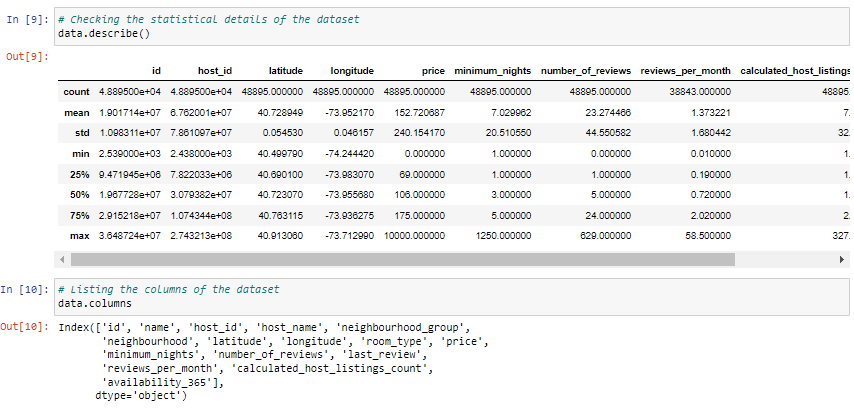 In [9]: # Checking the statistical details of the dataset
data.describe()
Out[9]:
id host_id latitude longitude price minimum_nights number_of_reviews reviews_per_month calculated_host_listings
count 4.889500e+04 4.889500e+04 48895.000000 48895.000000 48895.000000 48895.000000 48895.000000 38843.000000 48895.
mean 1.901714e+07 6.762001e+07 40.728949 -73.952170 152.720687 7.029962 23.274466 1.373221 7.
std 1.098311e+07 7.861097e+07 0.054530 0.046157 240.154170 20.510550 44.550582 1.680442 32.
min 2.539000e+03 2.438000e+03 40.499790 -74.244420 0.000000 1.000000 0.000000 0.010000 1.
25% 9.471945e+06 7.822033e+06 40.690100 -73.983070 69.000000 1.000000 1.000000 0.190000 1.
50% 1.967728e+07 3.079382e+07 40.723070 -73.955680 106.000000 3.000000 5.000000 0.720000 1.
75% 2.915218e+07 1.074344e+08 40.763115 -73.936275 175.000000 5.000000 24.000000 2.020000 2.
max 3.648724e+07 2.743213e+08 40.913060 -73.712990 10000.000000 1250.000000 629.000000 58.500000 327.
In [10]: # Listing the columns of the dataset
data.columns
Out[10]: Index(['id', 'name', 'host_id', 'host_name', 'neighbourhood_group',
'neighbourhood', 'latitude', 'longitude', 'room_type', 'price',
'minimum_nights', 'number_of_reviews', 'last_review',
'reviews_per_month', 'calculated_host_listings_count',
'availability_365'],
dtype='object')